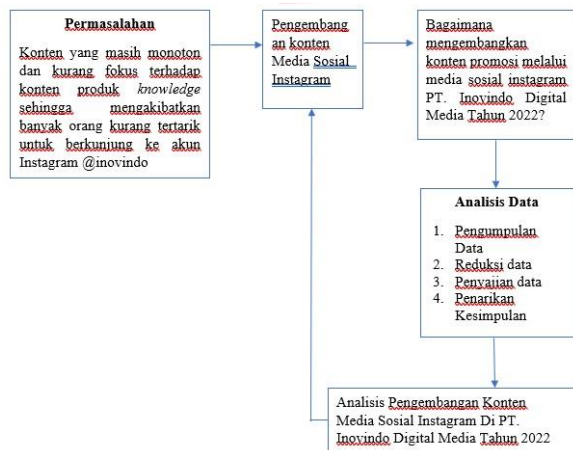 Permasalahan
Konten yang masih monoton
dan kurang fokus terhadap
konten produk knowledge
sehingga mengakibatkan
banyak orang kurang tertarik
untuk berkunjung ke akun
Instagram @inovindo
Pengembang
an konten
Media Sosial
Instagram
Bagaimana
mengembangkan
konten promosi melalui
media sosial instagram
PT. Inovindo Digital
Media Tahun 2022?
Analisis Data
1. Pengumpulan
Data
2. Reduksi data
3. Penyajian data
4. Penarikan
Kesimpulan
Analisis Pengembangan Konten
Media Sosial Instagram Di PT.
Inovindo Digital Media Tahun 2022